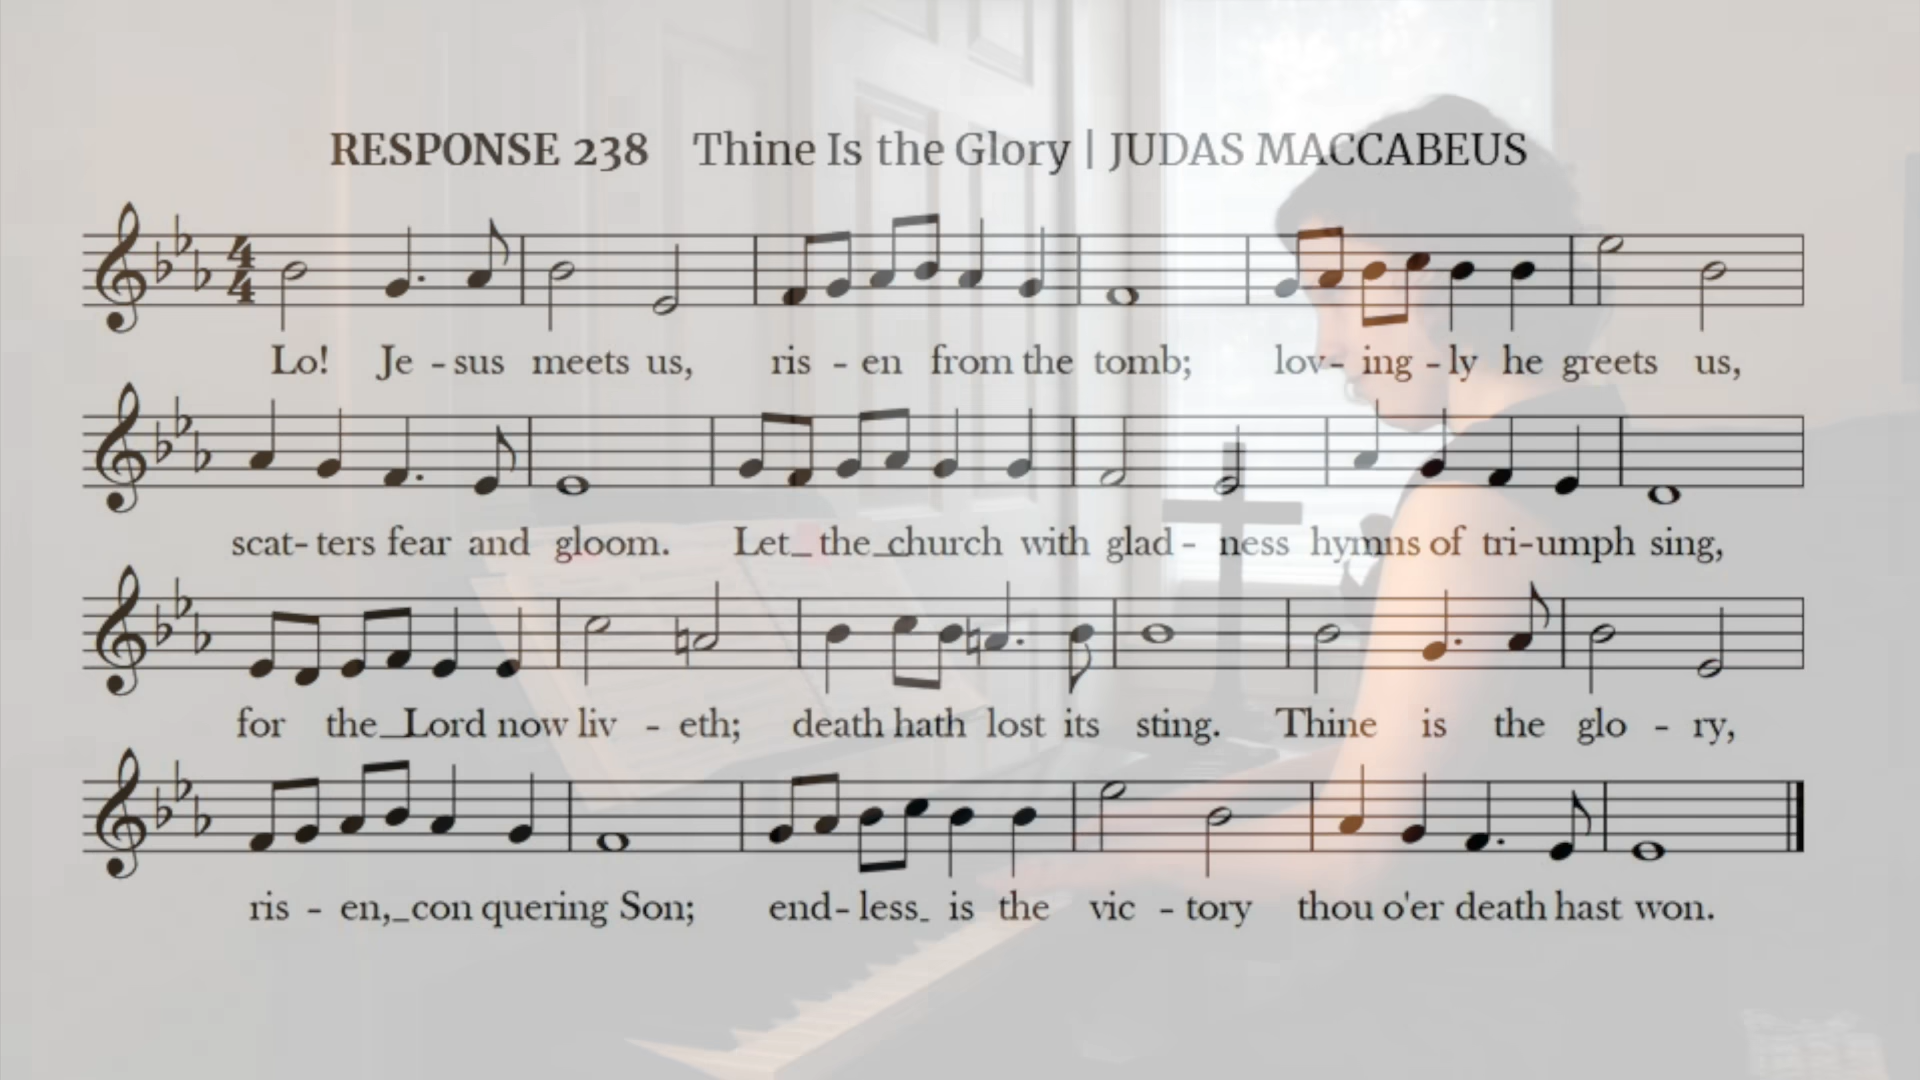 RESPONSE 238 Thine Is the Glory | JUDAS MACCABEUS
4
4
Lo! Je - sus meets us, ris - en from the tomb; lov- ing - ly he greets us,
scat- ters fear and gloom. Let_ the_church with glad - ness hymns of tri-umph sing,
for the_Lord now liv - eth; death hath lost its sting. Thine is the glo - ry,
ris - en,_con quering Son; end- less_ is the vic - tory thou o'er death hast won.